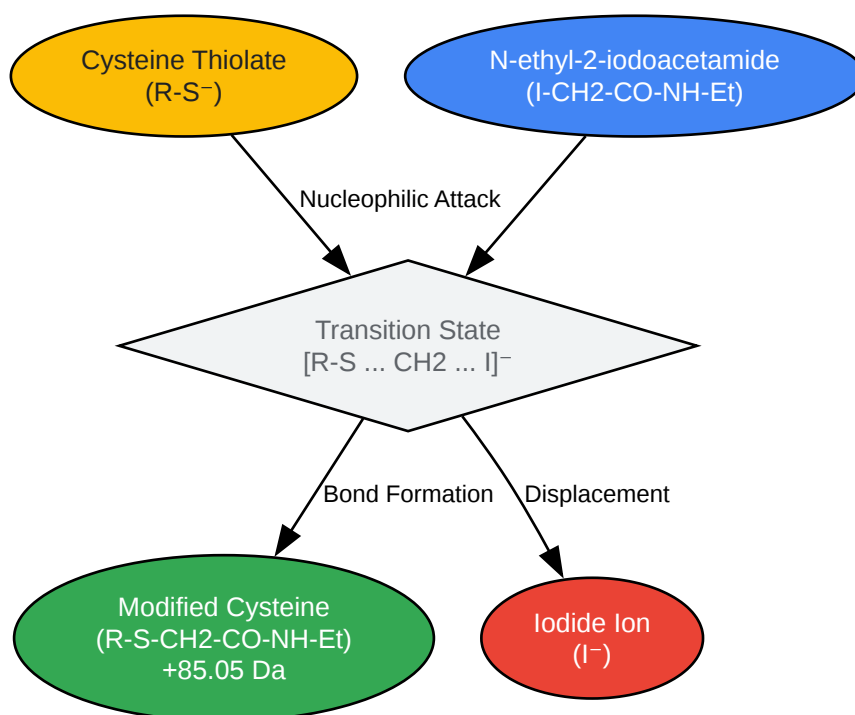 Cysteine Thiolate
(R-S⁻)
N-ethyl-2-iodoacetamide
(I-CH2-CO-NH-Et)
Nucleophilic Attack
Transition State
[R-S ... CH2 ... I]⁻
Bond Formation
Displacement
Modified Cysteine
(R-S-CH2-CO-NH-Et)
+85.05 Da
Iodide Ion
(I⁻)